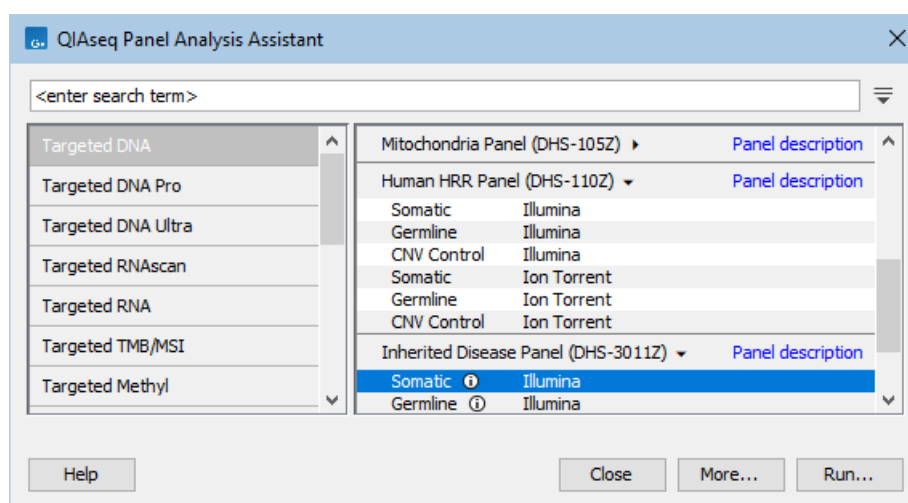 QIAseq Panel Analysis Assistant
<enter search term>
Targeted DNA
Targeted DNA Pro
Targeted DNA Ultra
Targeted RNAscan
Targeted RNA
Targeted TMB/MSI
Targeted Methyl
Mitochondria Panel (DHS-105Z) Panel description
Human HRR Panel (DHS-110Z) Panel description
Somatic Illumina
Germline Illumina
CNV Control Illumina
Somatic Ion Torrent
Germline Ion Torrent
CNV Control Ion Torrent
Inherited Disease Panel (DHS-3011Z) Panel description
Somatic Illumina
Germline Illumina
Help Close More... Run...